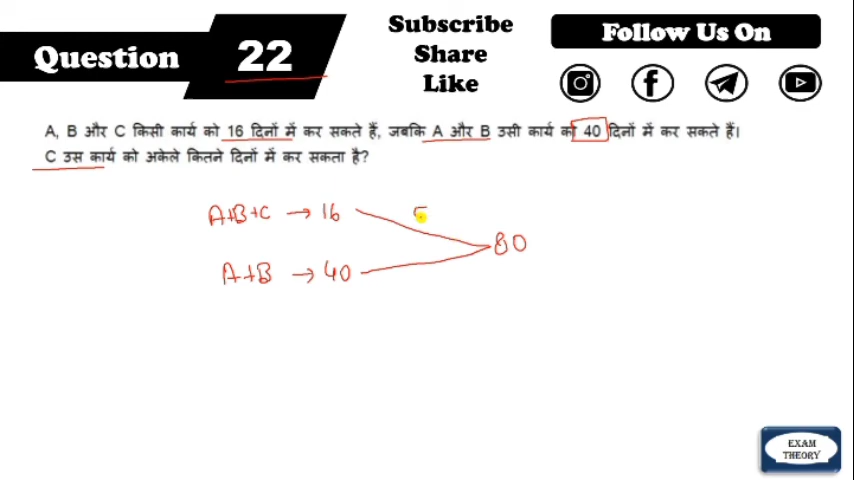 Question 22
Subscribe
Share
Like
Follow Us On
A, B और C किसी कार्य को 16 दिनों में कर सकते हैं, जबकि A और B उसी कार्य को 40 दिनों में कर सकते हैं।
C उस कार्य को अकेले कितने दिनों में कर सकता है?
A+B+C → 16
80
A+B → 40
EXAM
THEORY